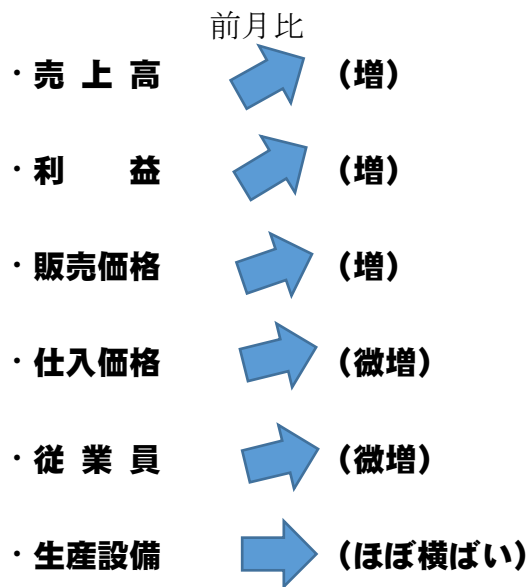 前月比
・売 上 高 （増）
・利　　益 （増）
・販売価格 （増）
・仕入価格 （微増）
・従 業 員 （微増）
・生産設備 （ほぼ横ばい）